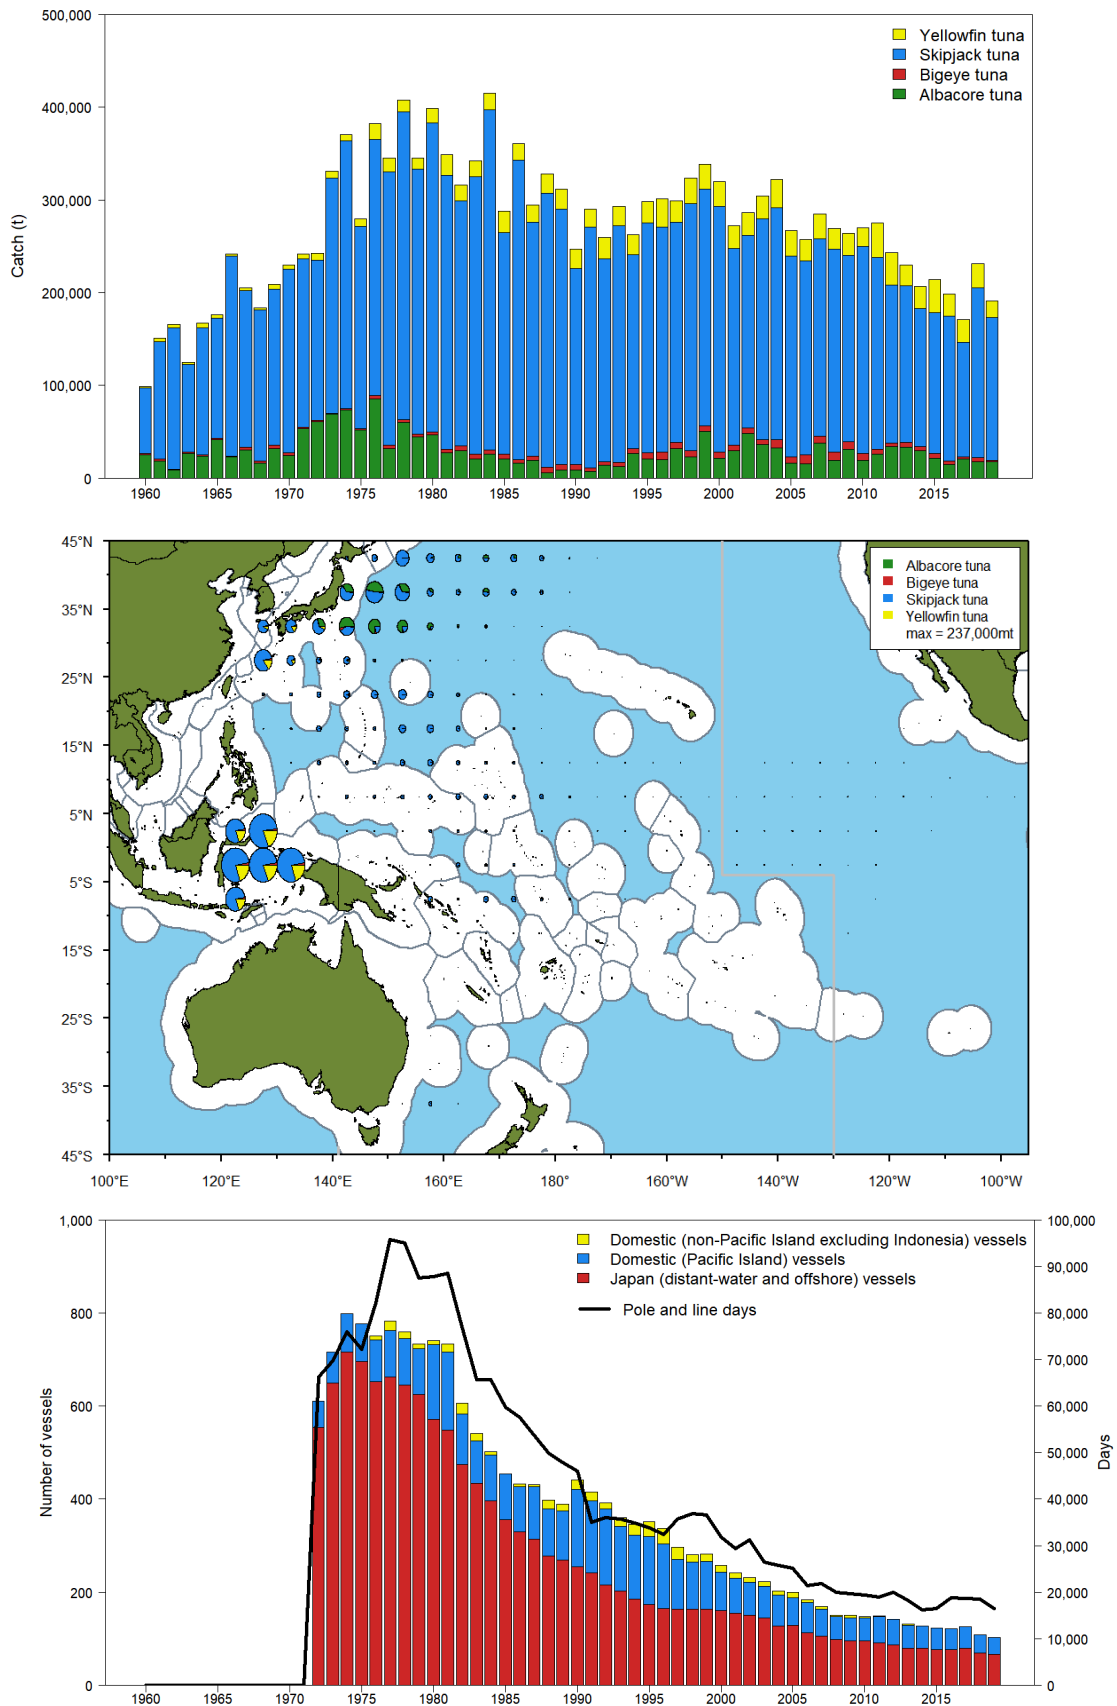 500,000
400,000
300,000
200,000
100,000
0
Catch (t)
Yellowfin tuna
Skipjack tuna
Bigeye tuna
Albacore tuna
1960 1965 1970 1975 1980 1985 1990 1995 2000 2005 2010 2015
45°N
35°N
25°N
15°N
5°N
5°S
15°S
25°S
35°S
45°S
Albacore tuna
Bigeye tuna
Skipjack tuna
Yellowfin tuna
max = 237,000mt
100°E 120°E 140°E 160°E 180° 160°W 140°W 120°W 100°W
1,000
800
600
400
200
0
Number of vessels
Domestic (non-Pacific Island excluding Indonesia) vessels
Domestic (Pacific Island) vessels
Japan (distant-water and offshore) vessels
Pole and line days
100,000
90,000
80,000
70,000
60,000
50,000
40,000
30,000
20,000
10,000
0
Days
1960 1965 1970 1975 1980 1985 1990 1995 2000 2005 2010 2015